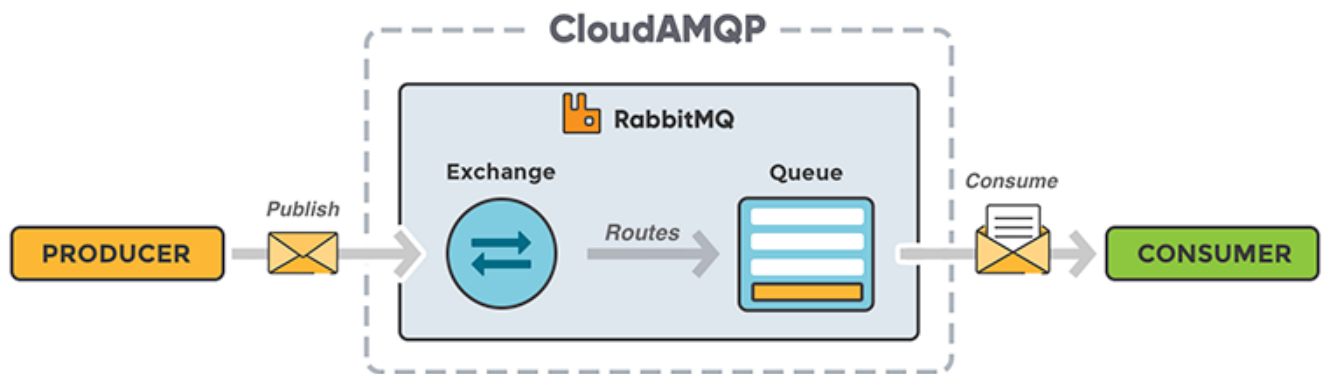 CloudAMQP
RabbitMQ
Exchange
Queue
Consume
Publish
Routes
PRODUCER
CONSUMER